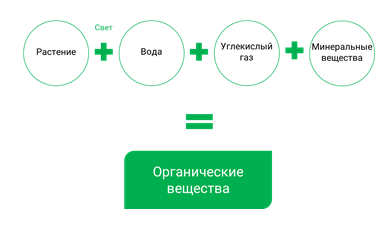 Свет
Растение
Вода
Углекислый
газ
Минеральные
вещества
Органические
вещества